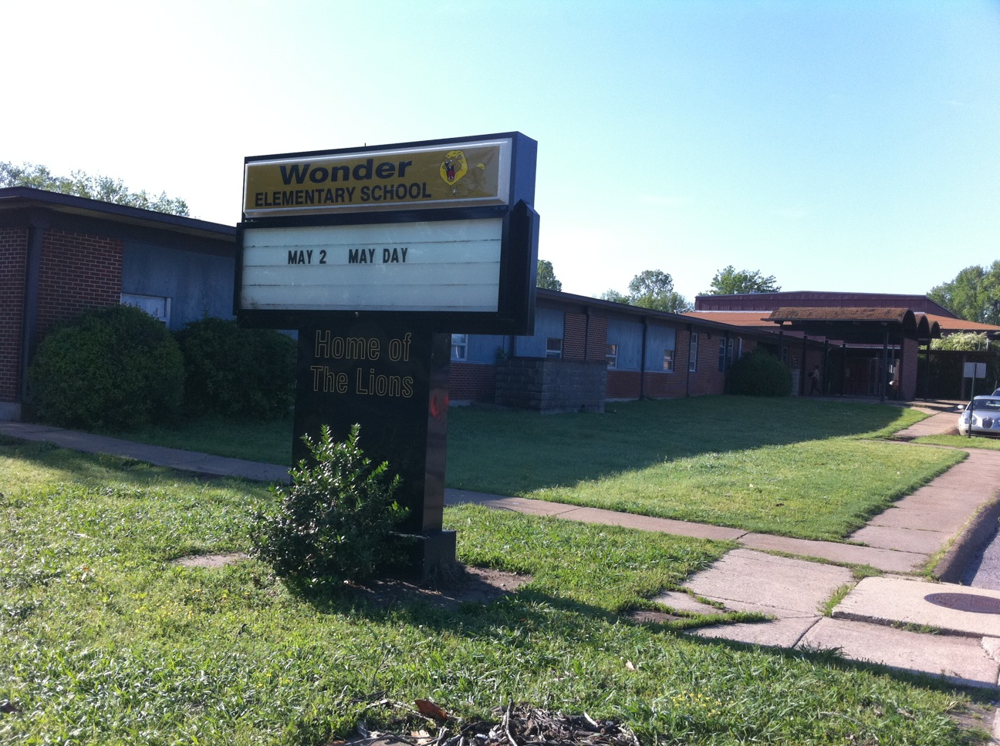 Wonder
ELEMENTARY SCHOOL
MAY 2 MAY DAY
Home of
The Lions